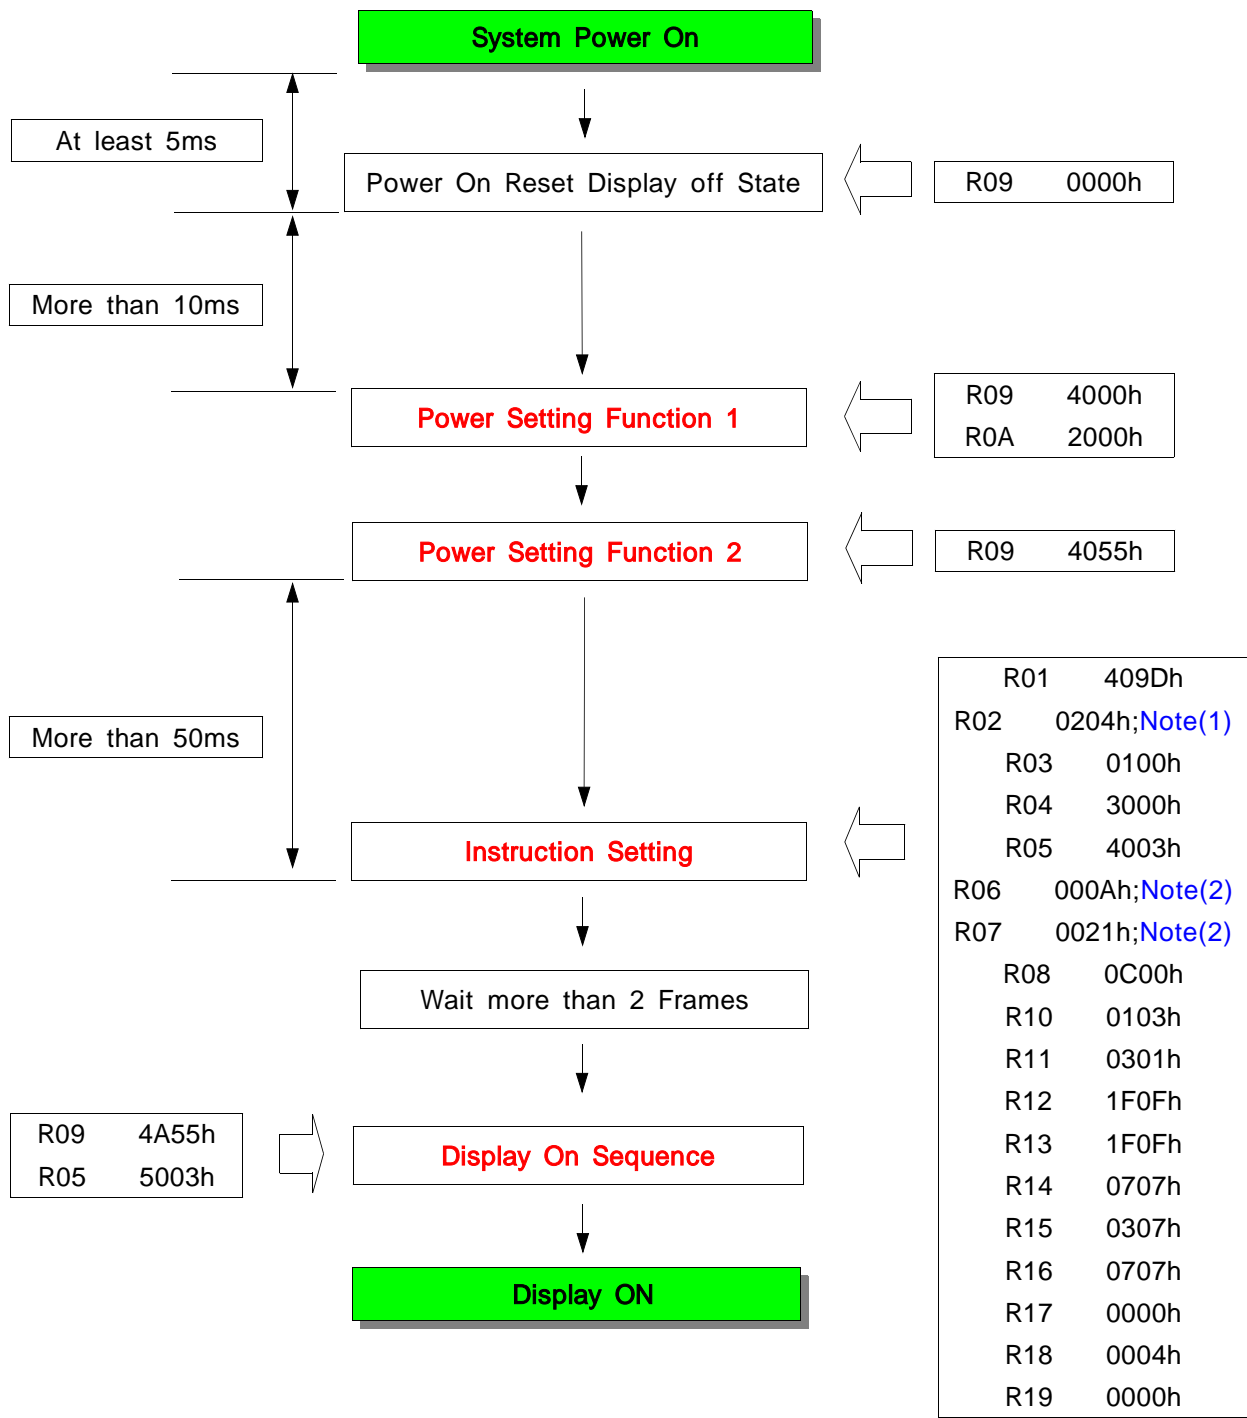 System Power On
At least 5ms
Power On Reset Display off State
R09 0000h
More than 10ms
Power Setting Function 1
R09 4000h
R0A 2000h
Power Setting Function 2
R09 4055h
More than 50ms
Instruction Setting
R01 409Dh
R02 0204h;Note(1)
R03 0100h
R04 3000h
R05 4003h
R06 000Ah;Note(2)
R07 0021h;Note(2)
R08 0C00h
R10 0103h
R11 0301h
R12 1F0Fh
R13 1F0Fh
R14 0707h
R15 0307h
R16 0707h
R17 0000h
R18 0004h
R19 0000h
Wait more than 2 Frames
R09 4A55h
R05 5003h
Display On Sequence
Display ON